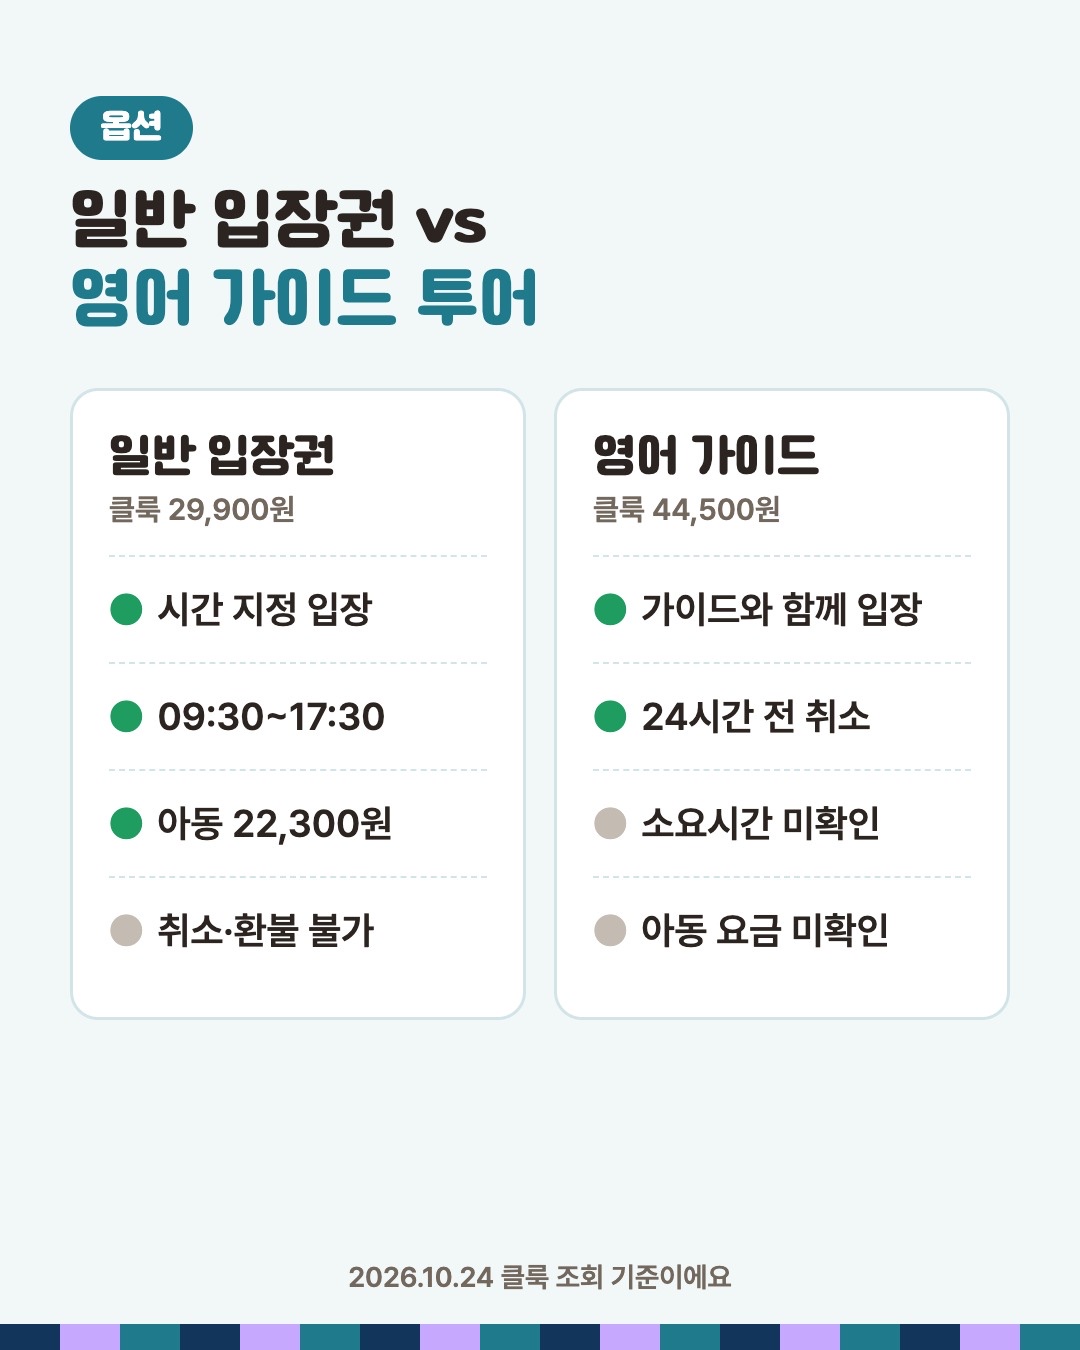 옵션
일반 입장권 vs
영어 가이드 투어
일반 입장권
클룩 29,900원
시간 지정 입장
09:30~17:30
아동 22,300원
취소·환불 불가
영어 가이드
클룩 44,500원
가이드와 함께 입장
24시간 전 취소
소요시간 미확인
아동 요금 미확인
2026.10.24 클룩 조회 기준이에요